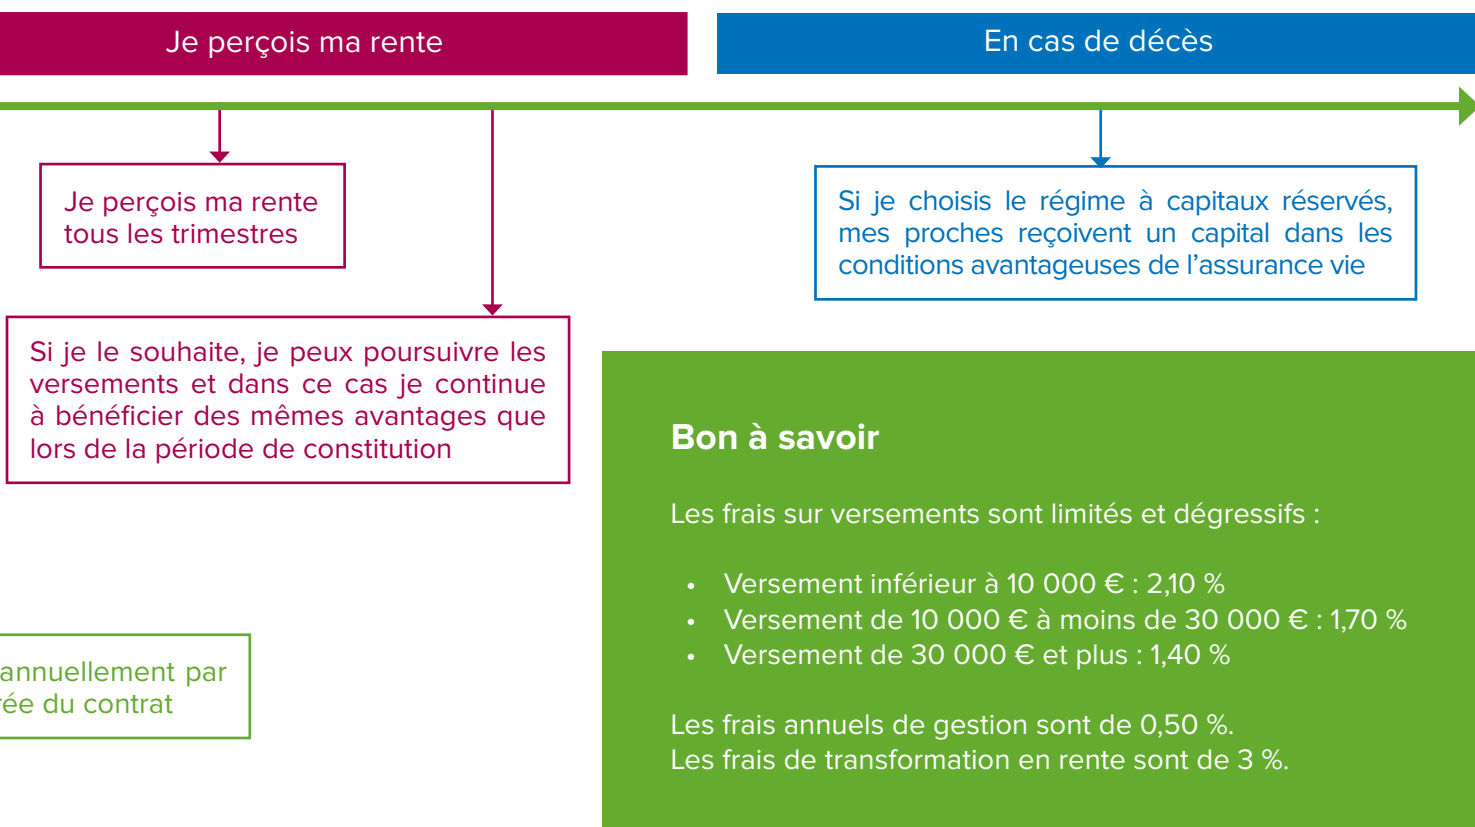 Je perçois ma rente
En cas de décès
Je perçois ma rente
tous les trimestres
Si je choisis le régime à capitaux réservés,
mes proches reçoivent un capital dans les
conditions avantageuses de l’assurance vie
Si je le souhaite, je peux poursuivre les
versements et dans ce cas je continue
à bénéficier des mêmes avantages que
lors de la période de constitution
Bon à savoir
Les frais sur versements sont limités et dégressifs :
• Versement inférieur à 10 000 € : 2,10 %
• Versement de 10 000 € à moins de 30 000 € : 1,70 %
• Versement de 30 000 € et plus : 1,40 %
Les frais annuels de gestion sont de 0,50 %.
Les frais de transformation en rente sont de 3 %.
annuellement par
ée du contrat